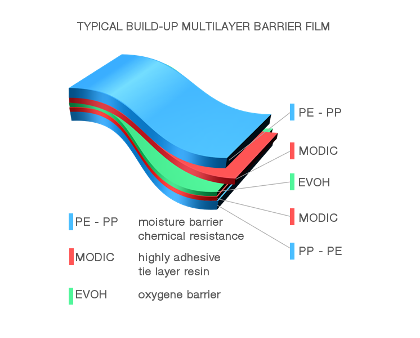 TYPICAL BUILD-UP MULTILAYER BARRIER FILM
PE - PP
MODIC
EVOH
MODIC
PP - PE
PE - PP moisture barrier
chemical resistance
MODIC highly adhesive
tie layer resin
EVOH oxygene barrier